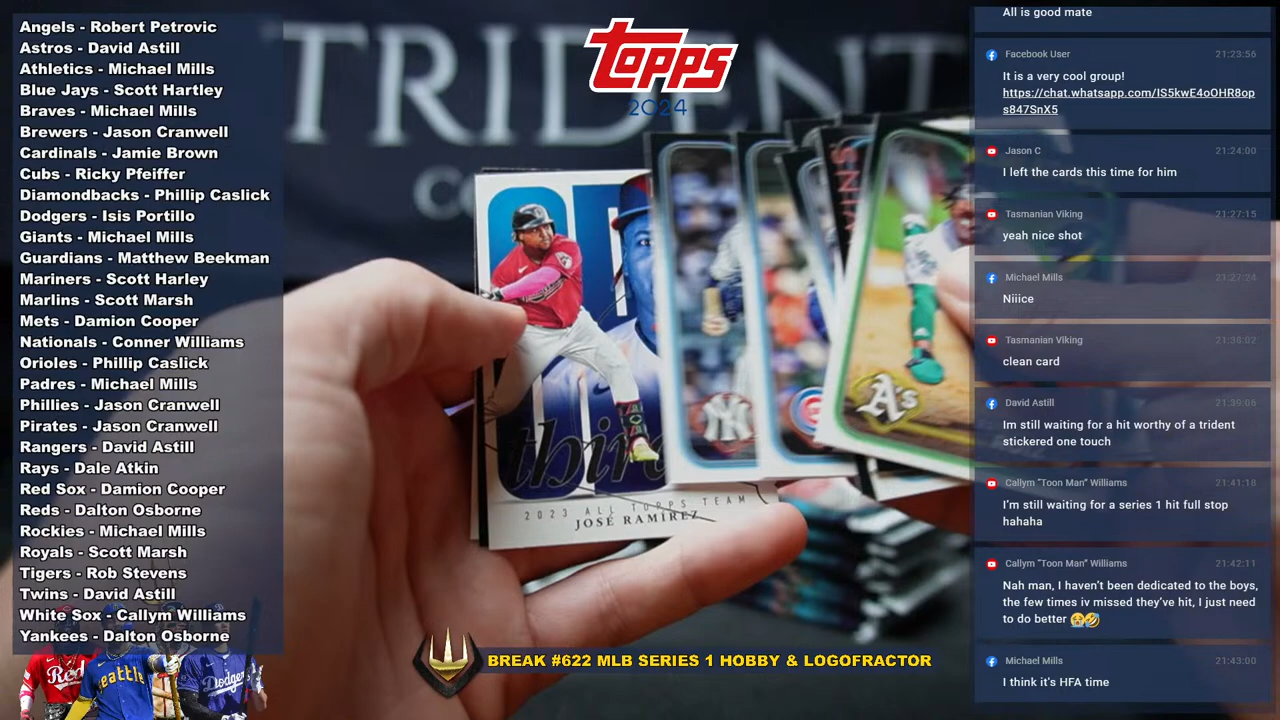 Angels - Robert Petrovic
Astros - David Astill
Athletics - Michael Mills
Blue Jays - Scott Hartley
Braves - Michael Mills
Brewers - Jason Cranwell
Cardinals - Jamie Brown
Cubs - Ricky Pfeiffer
Diamondbacks - Phillip Caslick
Dodgers - Isis Portillo
Giants - Michael Mills
Guardians - Matthew Beekman
Mariners - Scott Harley
Marlins - Scott Marsh
Mets - Damion Cooper
Nationals - Conner Williams
Orioles - Phillip Caslick
Padres - Michael Mills
Phillies - Jason Cranwell
Pirates - Jason Cranwell
Rangers - David Astill
Rays - Dale Atkin
Red Sox - Damion Cooper
Reds - Dalton Osborne
Rockies - Michael Mills
Royals - Scott Marsh
Tigers - Rob Stevens
Twins - David Astill
White Sox - Callym Williams
Yankees - Dalton Osborne
Red
Seattle
Dodgers
TRIDENT
Topps
2024
third
2023 ALL TOPPS TEAM
JOSÉ RAMÍREZ
NY
A's
BREAK #622 MLB SERIES 1 HOBBY & LOGOFRACTOR
All is good mate
Facebook User 21:23:56
It is a very cool group!
https://chat.whatsapp.com/IS5kwE4oOHR8op
s847SnX5
Jason C 21:24:00
I left the cards this time for him
Tasmanian Viking 21:27:15
yeah nice shot
Michael Mills 21:27:24
Niiice
Tasmanian Viking 21:38:02
clean card
David Astill 21:39:06
Im still waiting for a hit worthy of a trident
stickered one touch
Callym "Toon Man" Williams 21:41:18
I'm still waiting for a series 1 hit full stop
hahaha
Callym "Toon Man" Williams 21:42:11
Nah man, I haven't been dedicated to the boys,
the few times iv missed they've hit, I just need
to do better 😭🤣
Michael Mills 21:43:00
I think it's HFA time